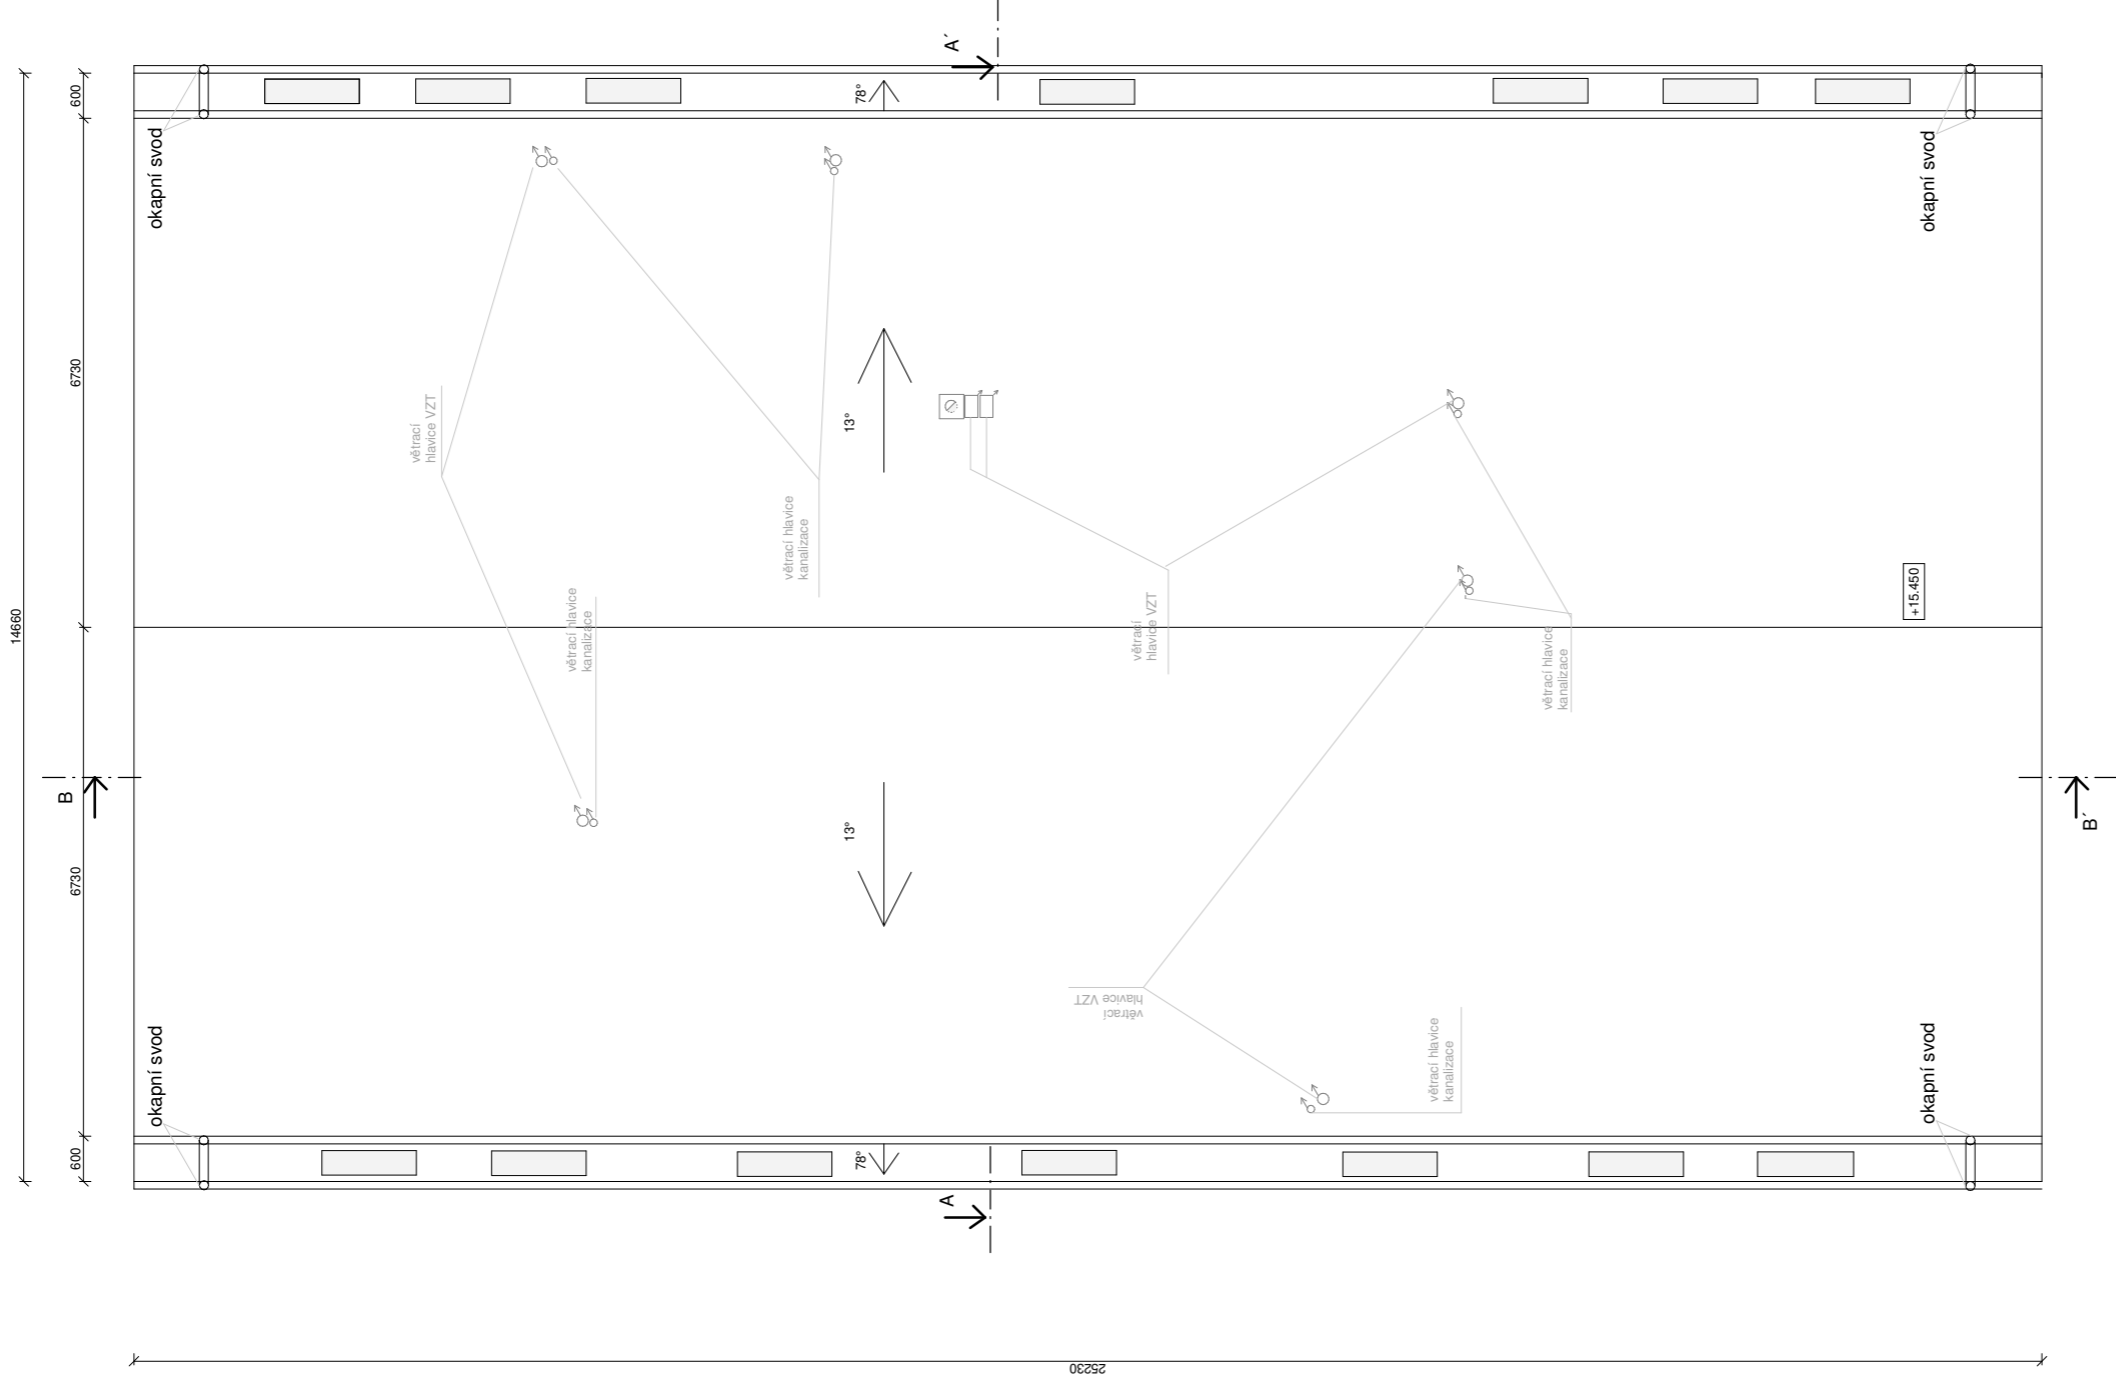 A´
78°
600
okapní svod
okapní svod
6730
13°
větrací
hlavice VZT
větrací hlavice
kanalizace
+15.450
14660
větrací hlavice
kanalizace
větrací
hlavice VZT
větrací hlavice
kanalizace
B
B´
13°
6730
větrací
hlavice VZT
větrací hlavice
kanalizace
okapní svod
okapní svod
600
78°
A
25230